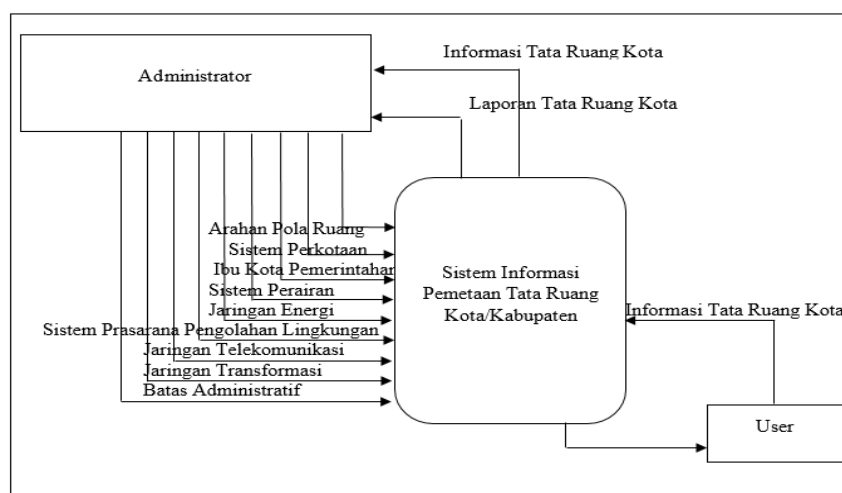 Administrator
Informasi Tata Ruang Kota
Laporan Tata Ruang Kota
Arahan Pola Ruang
Sistem Perkotaan
Ibu Kota Pemerintahan
Sistem Perairan
Jaringan Energi
Sistem Prasarana Pengolahan Lingkungan
Jaringan Telekomunikasi
Jaringan Transformasi
Batas Administratif
Sistem Informasi
Pemetaan Tata Ruang
Kota/Kabupaten
Informasi Tata Ruang Kota
User